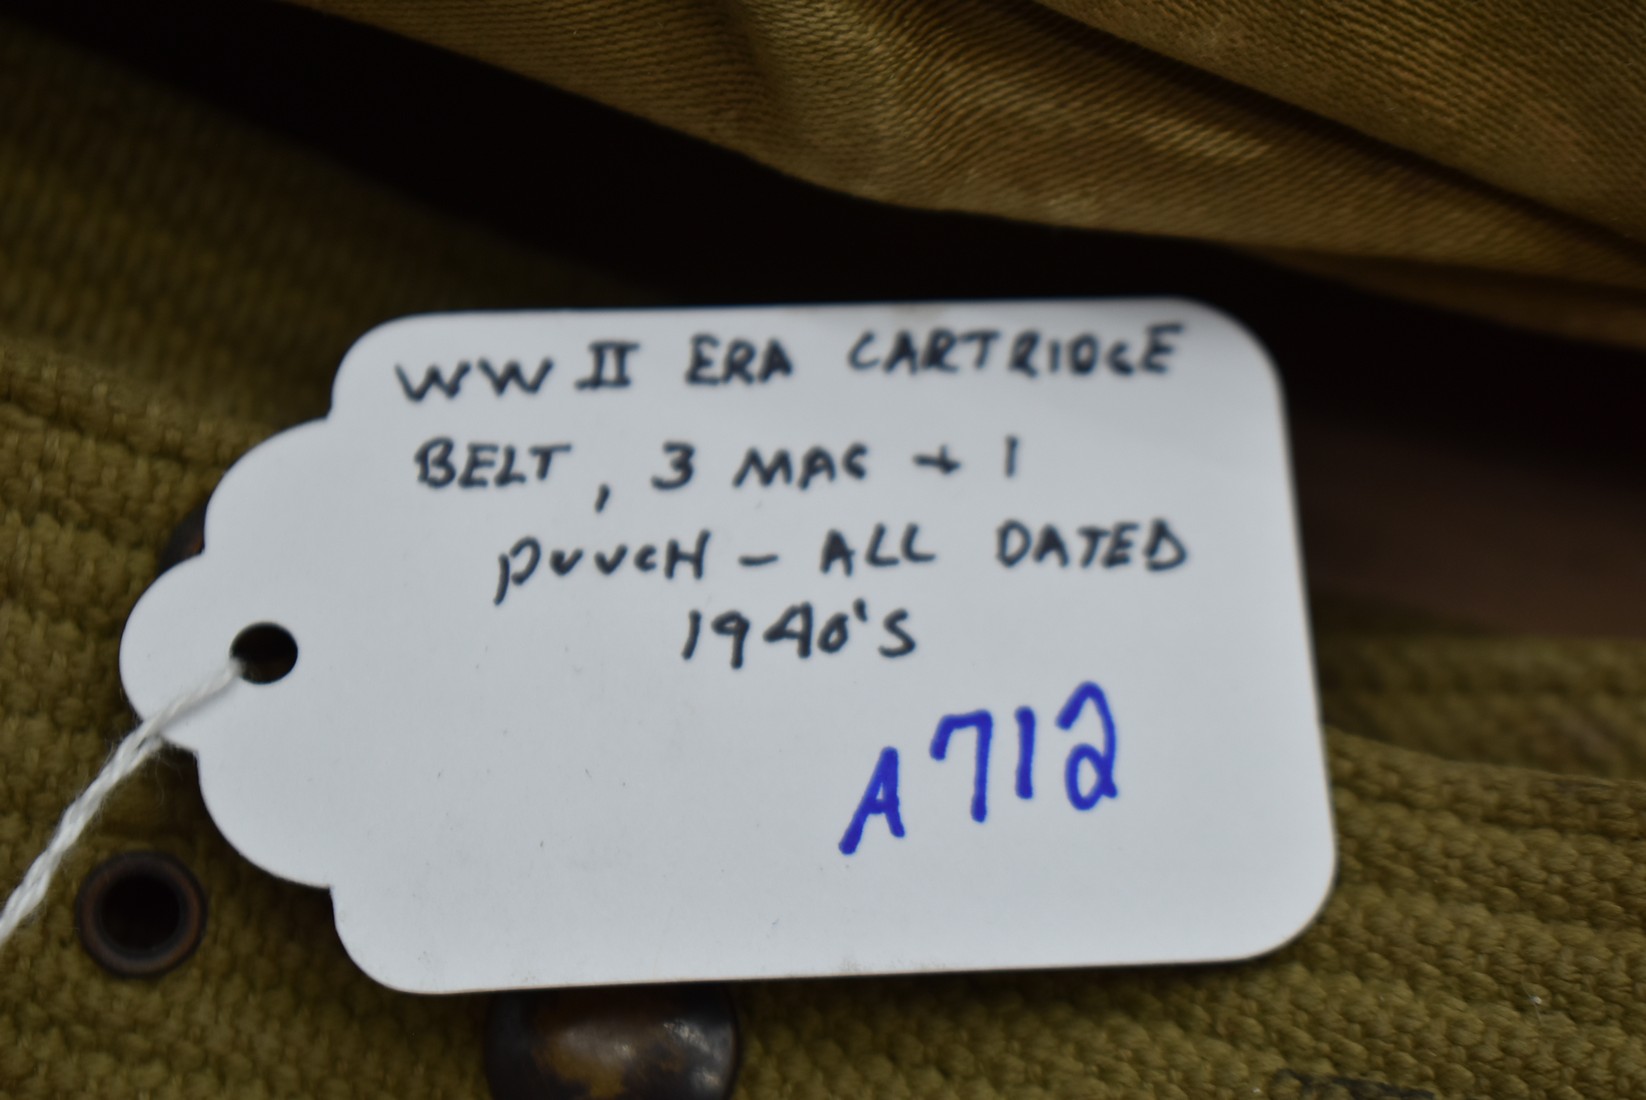 WW II ERA CARTRIDGE
BELT, 3 MAG + 1
POUCH - ALL DATED
1940'S
A712